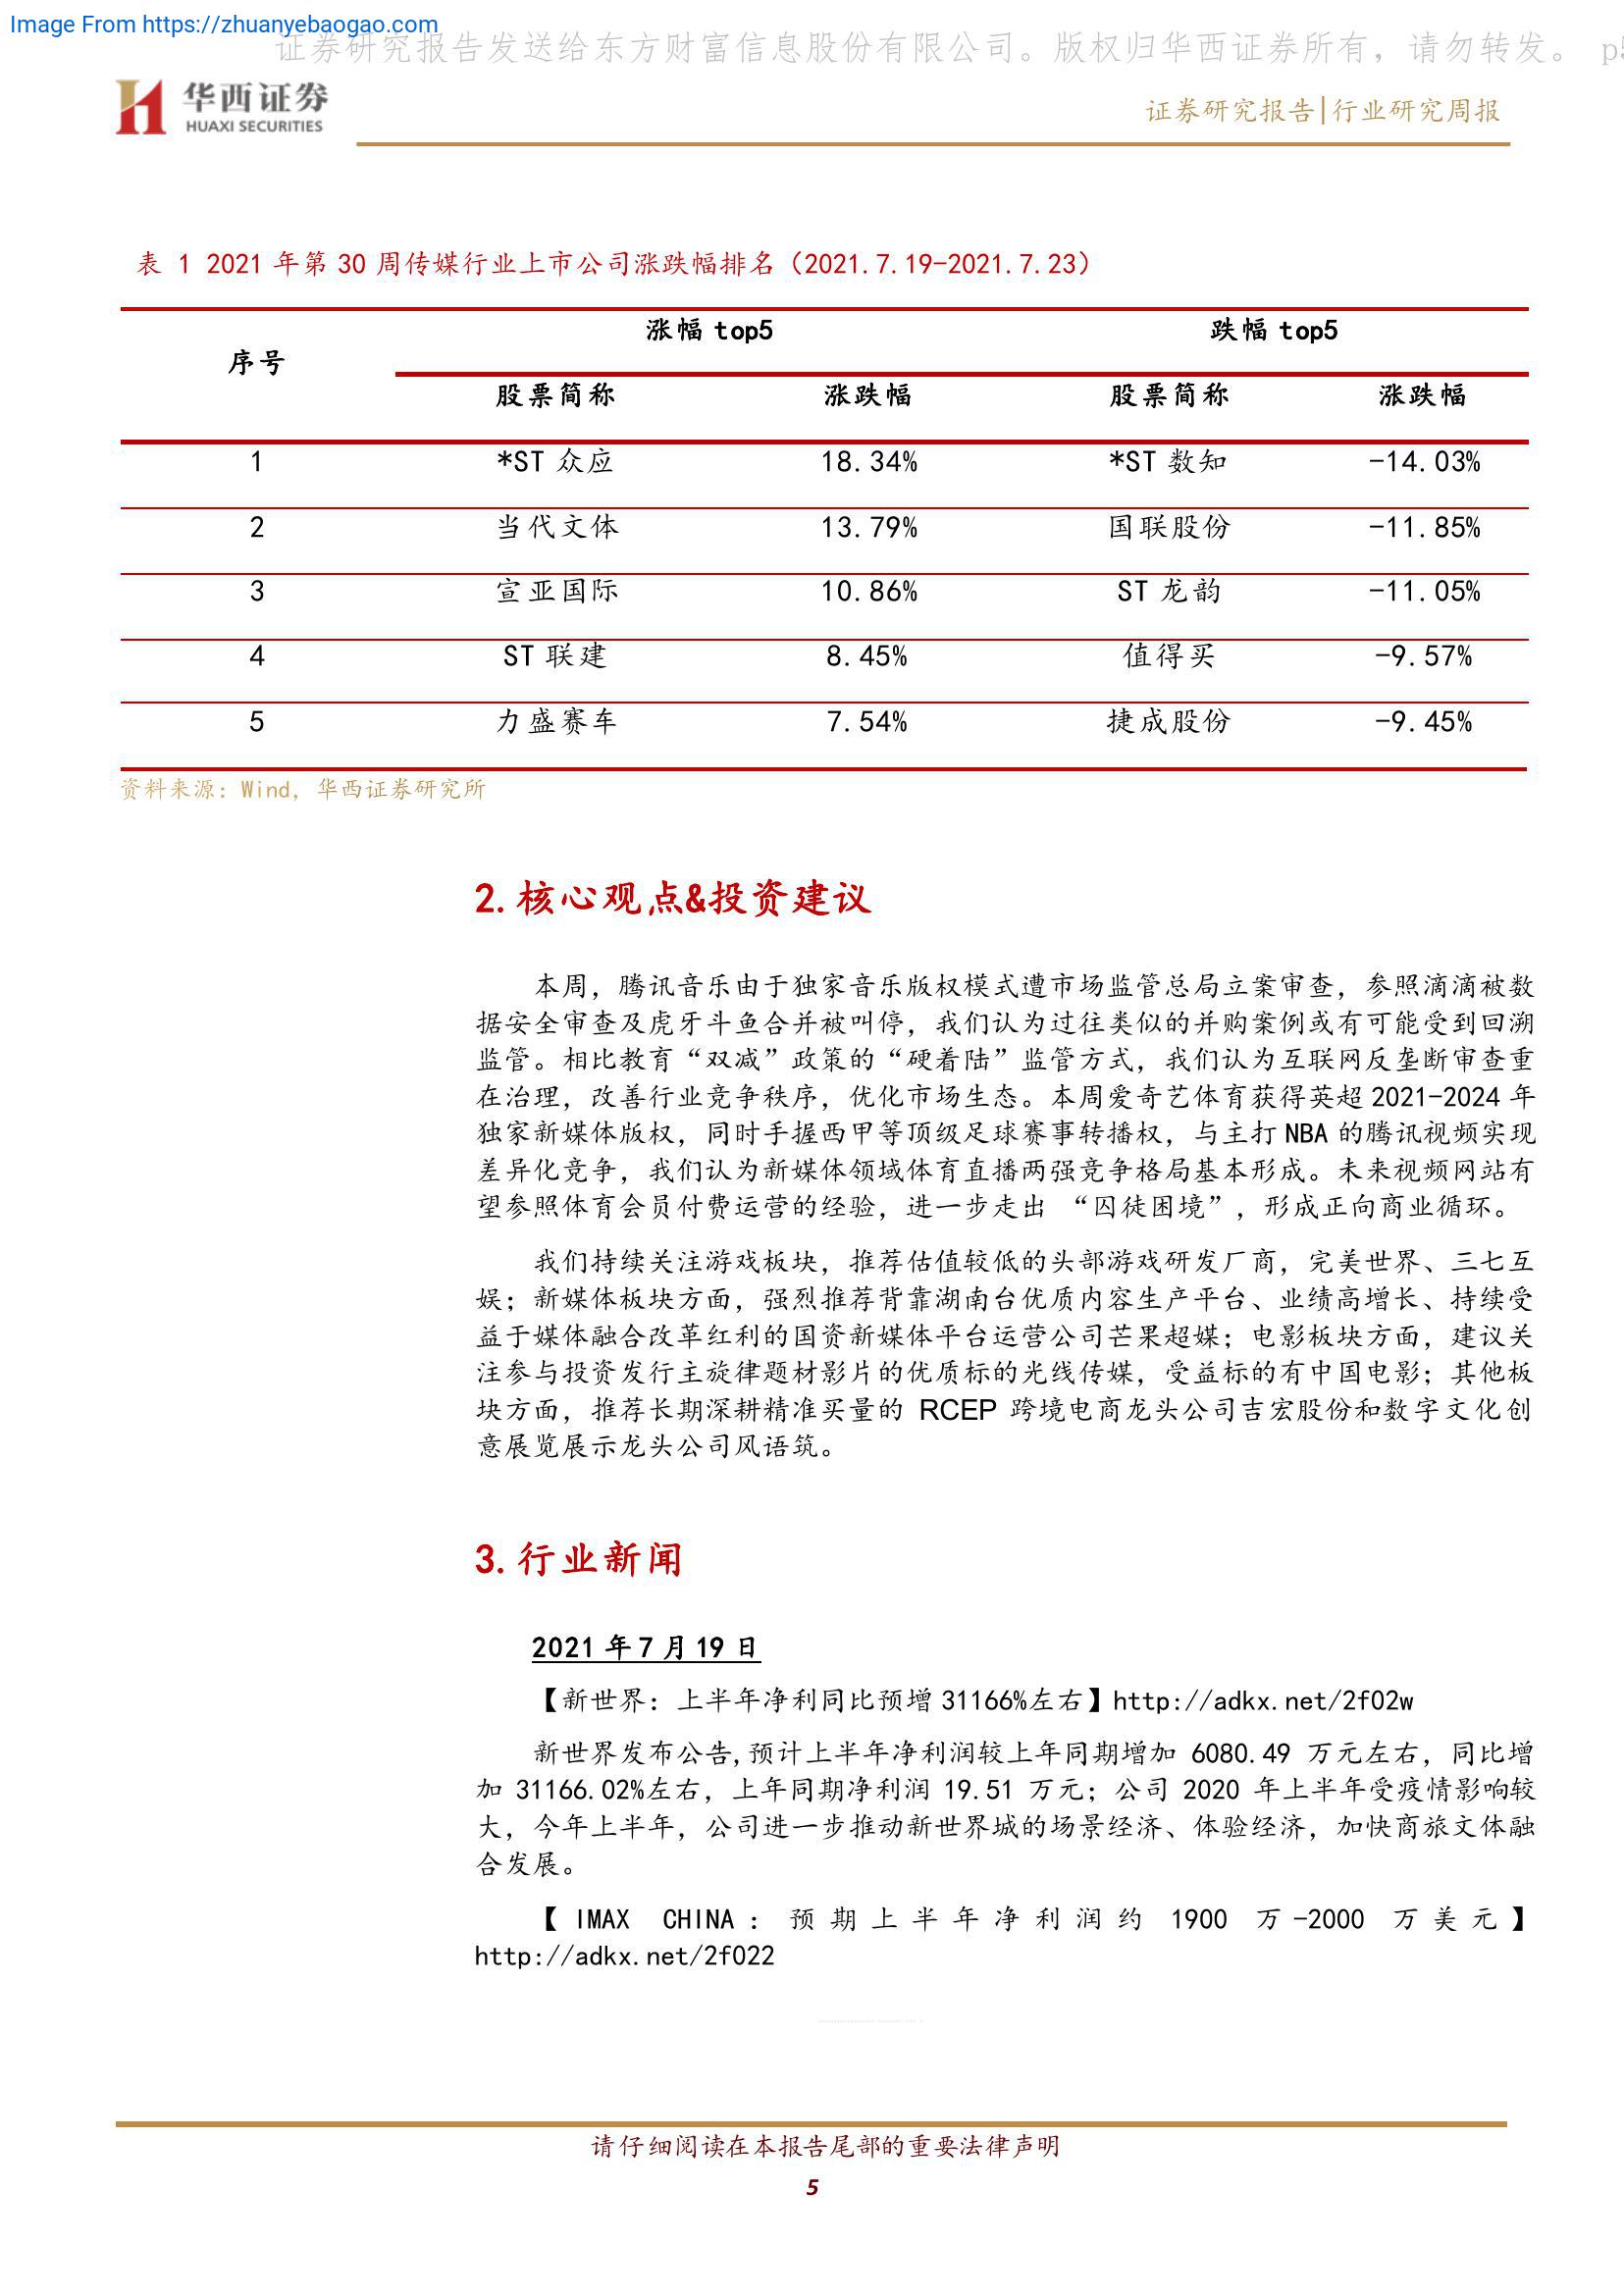 Image From https://zhuanyebaogao.com
证券研究报告发送给东方财富信息股份有限公司。版权归华西证券所有，请勿转发。 p5
华西证券
HUAXI SECURITIES
证券研究报告|行业研究周报
表 1 2021 年第 30 周传媒行业上市公司涨跌幅排名（2021.7.19-2021.7.23）
序号 涨幅 top5 跌幅 top5
股票简称 涨跌幅 股票简称 涨跌幅
1 *ST 众应 18.34% *ST 数知 -14.03%
2 当代文体 13.79% 国联股份 -11.85%
3 宣亚国际 10.86% ST 龙韵 -11.05%
4 ST 联建 8.45% 值得买 -9.57%
5 力盛赛车 7.54% 捷成股份 -9.45%
资料来源：Wind，华西证券研究所
2.核心观点&投资建议
本周，腾讯音乐由于独家音乐版权模式遭市场监管总局立案审查，参照滴滴被数
据安全审查及虎牙斗鱼合并被叫停，我们认为过往类似的并购案例或有可能受到回溯
监管。相比教育“双减”政策的“硬着陆”监管方式，我们认为互联网反垄断审查重
在治理，改善行业竞争秩序，优化市场生态。本周爱奇艺体育获得英超 2021-2024 年
独家新媒体版权，同时手握西甲等顶级足球赛事转播权，与主打 NBA 的腾讯视频实现
差异化竞争，我们认为新媒体领域体育直播两强竞争格局基本形成。未来视频网站有
望参照体育会员付费运营的经验，进一步走出 “囚徒困境”，形成正向商业循环。
我们持续关注游戏板块，推荐估值较低的头部游戏研发厂商，完美世界、三七互
娱；新媒体板块方面，强烈推荐背靠湖南台优质内容生产平台、业绩高增长、持续受
益于媒体融合改革红利的国资新媒体平台运营公司芒果超媒；电影板块方面，建议关
注参与投资发行主旋律题材影片的优质标的光线传媒，受益标的有中国电影；其他板
块方面，推荐长期深耕精准买量的 RCEP 跨境电商龙头公司吉宏股份和数字文化创
意展览展示龙头公司风语筑。
3.行业新闻
2021 年 7 月 19 日
【新世界：上半年净利同比预增 31166%左右】http://adkx.net/2f02w
新世界发布公告,预计上半年净利润较上年同期增加 6080.49 万元左右，同比增
加 31166.02%左右，上年同期净利润 19.51 万元；公司 2020 年上半年受疫情影响较
大，今年上半年，公司进一步推动新世界城的场景经济、体验经济，加快商旅文体融
合发展。
【 IMAX CHINA ：预期上半年净利润约 1900 万-2000 万美元】
http://adkx.net/2f022
请仔细阅读在本报告尾部的重要法律声明
5